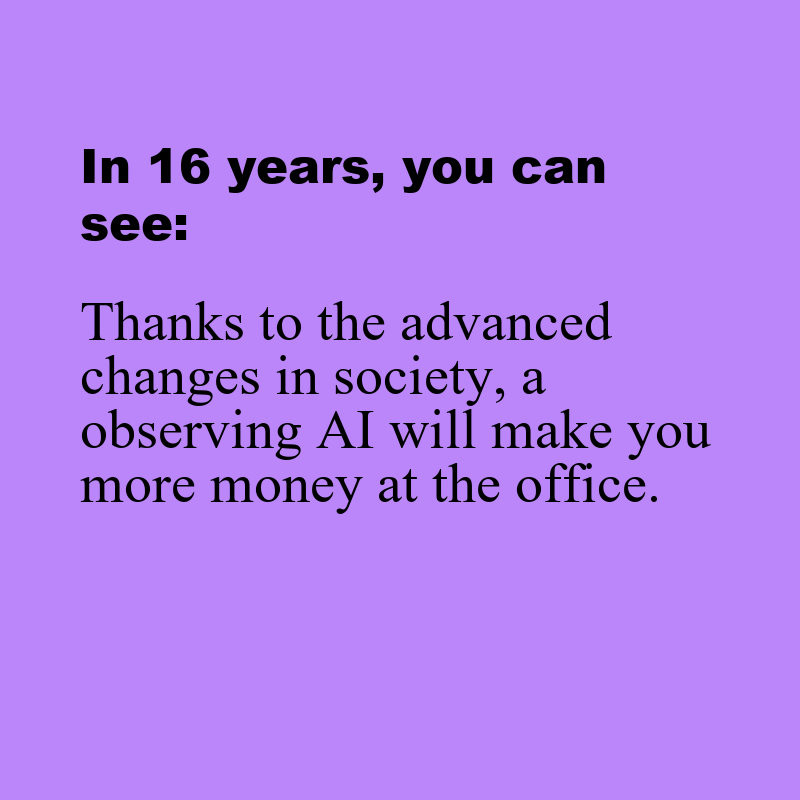 In 16 years, you can
see:
Thanks to the advanced
changes in society, a
observing AI will make you
more money at the office.